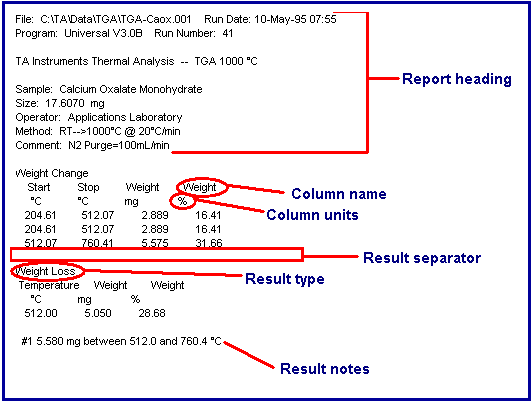 File: C:\TA\Data\TGA\TGA-Caox.001 Run Date: 10-May-95 07:55
Program: Universal V3.0B Run Number: 41
TA Instruments Thermal Analysis -- TGA 1000 °C
Report heading
Sample: Calcium Oxalate Monohydrate
Size: 17.6070 mg
Operator: Applications Laboratory
Method: RT-->1000°C @ 20°C/min
Comment: N2 Purge=100mL/min
Weight Change
Start Stop Weight Weight
Column name
°C °C mg %
Column units
204.61 512.07 2.889 16.41
204.61 512.07 2.889 16.41
512.07 760.41 5.575 31.66
Result separator
Weight Loss
Result type
Temperature Weight Weight
°C mg %
512.00 5.050 28.68
#1 5.580 mg between 512.0 and 760.4 °C
Result notes